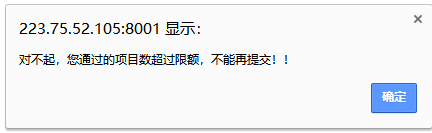 223.75.52.105:8001 显示：
对不起，您通过的项目数超过限额，不能再提交！！
确定